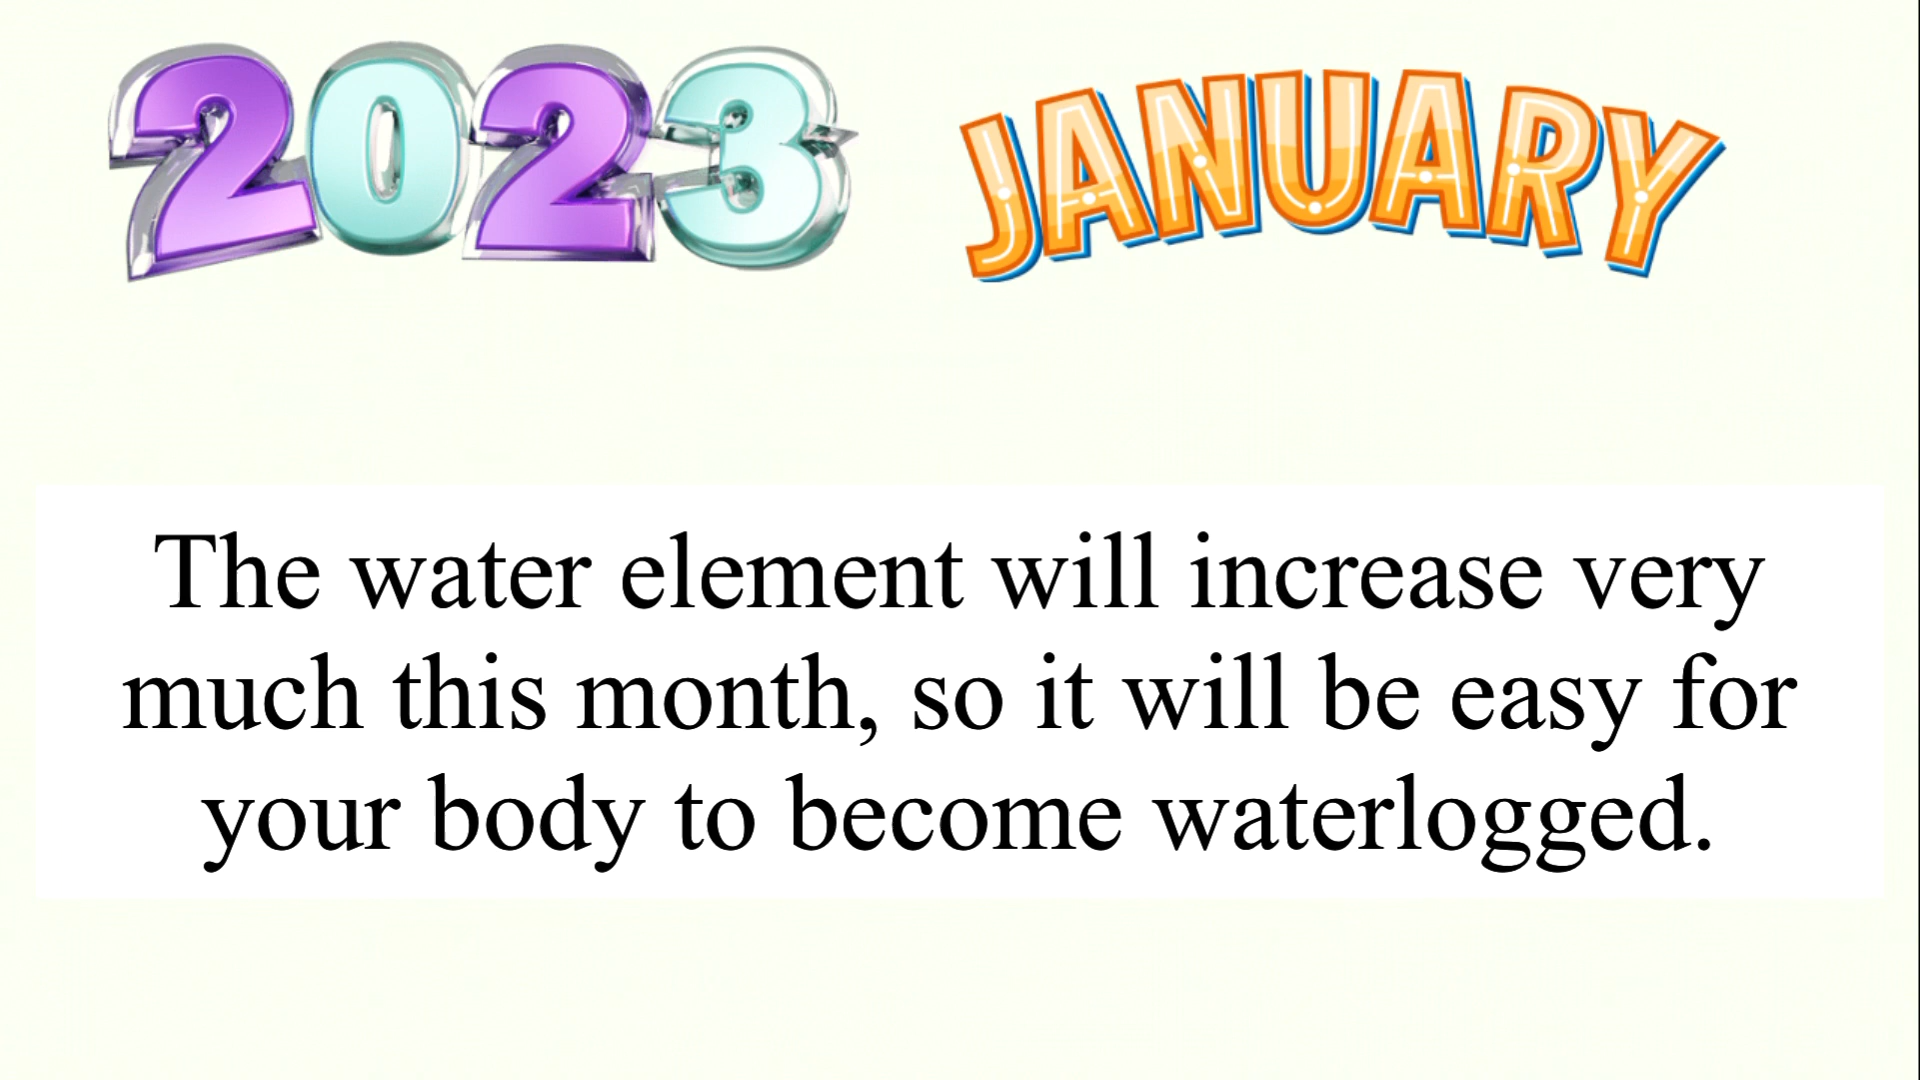 2023 JANUARY
The water element will increase very
much this month, so it will be easy for
your body to become waterlogged.